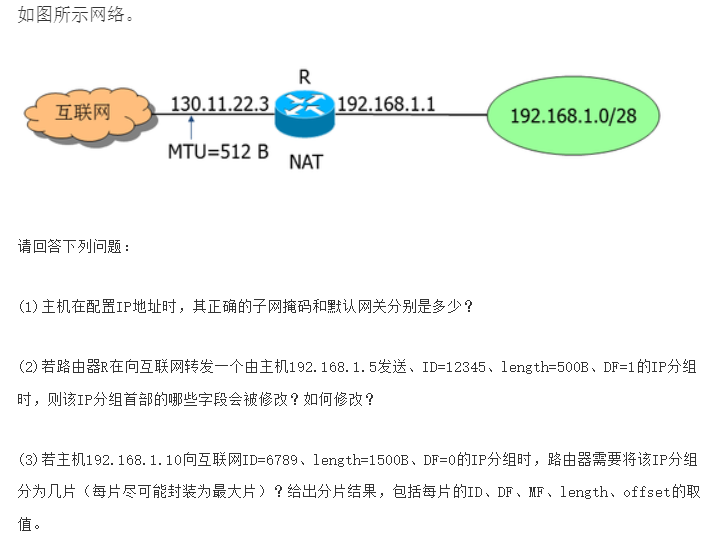 如图所示网络。
R
互联网
130.11.22.3
192.168.1.1
192.168.1.0/28
MTU=512 B
NAT
请回答下列问题：
(1)主机在配置IP地址时，其正确的子网掩码和默认网关分别是多少？
(2)若路由器R在向互联网转发一个由主机192.168.1.5发送、ID=12345、length=500B、DF=1的IP分组
时，则该IP分组首部的哪些字段会被修改？如何修改？
(3)若主机192.168.1.10向互联网ID=6789、length=1500B、DF=0的IP分组时，路由器需要将该IP分组
分为几片（每片尽可能封装为最大片）？给出分片结果，包括每片的ID、DF、MF、length、offset的取
值。